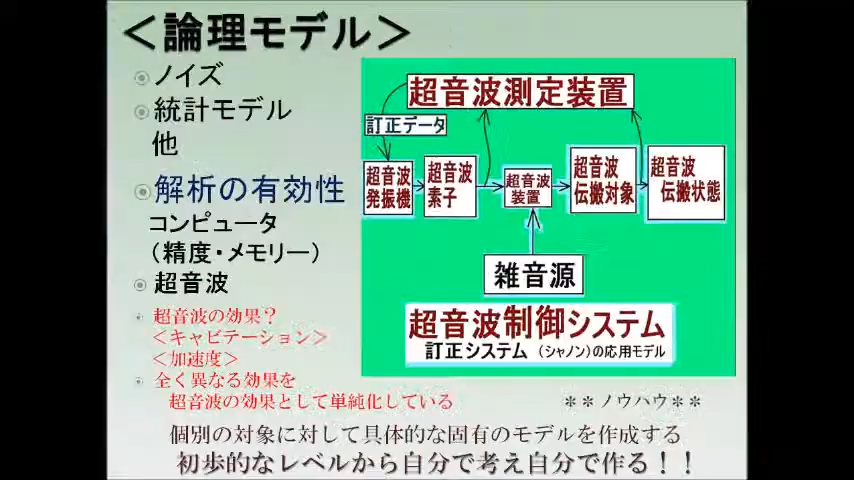 ＜論理モデル＞
ノイズ
統計モデル
他
解析の有効性
コンピュータ
（精度・メモリー）
超音波
超音波の効果？
＜キャビテーション＞
＜加速度＞
全く異なる効果を
超音波の効果として単純化している
超音波測定装置
訂正データ
超音波
発振機
超音波
素子
超音波
装置
超音波
伝搬対象
超音波
伝搬状態
雑音源
超音波制御システム
訂正システム （シャノン）の応用モデル
＊＊ノウハウ＊＊
個別の対象に対して具体的な固有のモデルを作成する
初歩的なレベルから自分で考え自分で作る！！